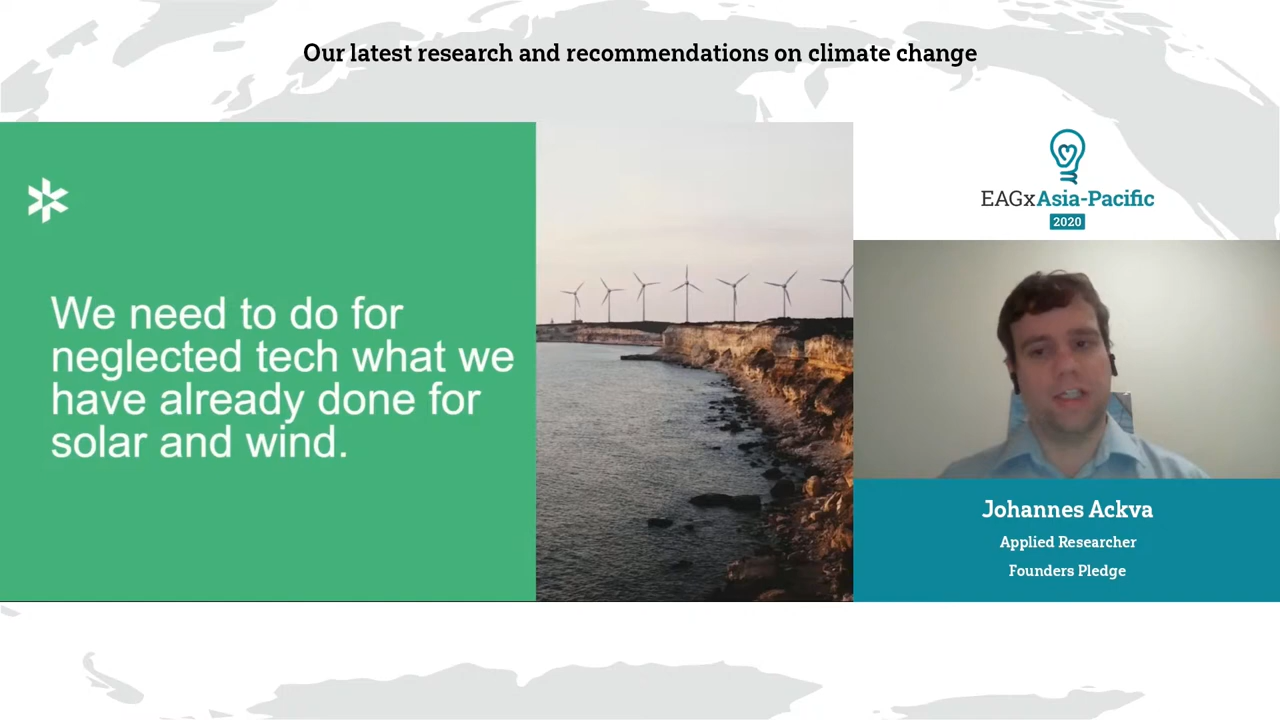 Our latest research and recommendations on climate change
We need to do for
neglected tech what we
have already done for
solar and wind.
EAGxAsia-Pacific
2020
Johannes Ackva
Applied Researcher
Founders Pledge